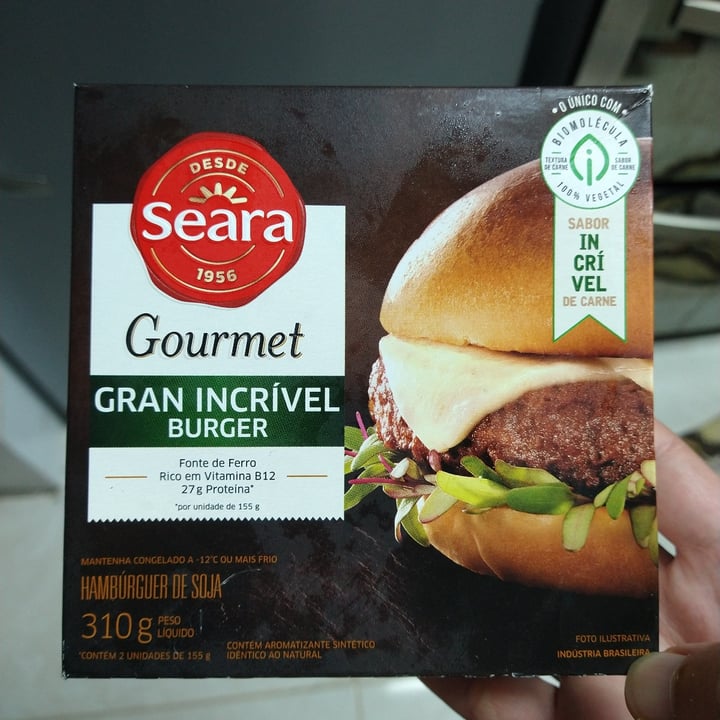 DESDE
Seara
1956
Gourmet
GRAN INCRÍVEL
BURGER
Fonte de Ferro
Rico em Vitamina B12
27g Proteína*
*por unidade de 155 g
•O ÚNICO COM•
BIOMOLÉCULA
TEXTURA
DE CARNE
SABOR
DE CARNE
100% VEGETAL
SABOR
IN
CRÍ
VEL
DE CARNE
MANTENHA CONGELADO A -12°C OU MAIS FRIO
HAMBÚRGUER DE SOJA
310 g PESO
LÍQUIDO
*CONTÉM 2 UNIDADES DE 155 g
CONTÉM AROMATIZANTE SINTÉTICO
IDÊNTICO AO NATURAL
FOTO ILUSTRATIVA
INDÚSTRIA BRASILEIRA